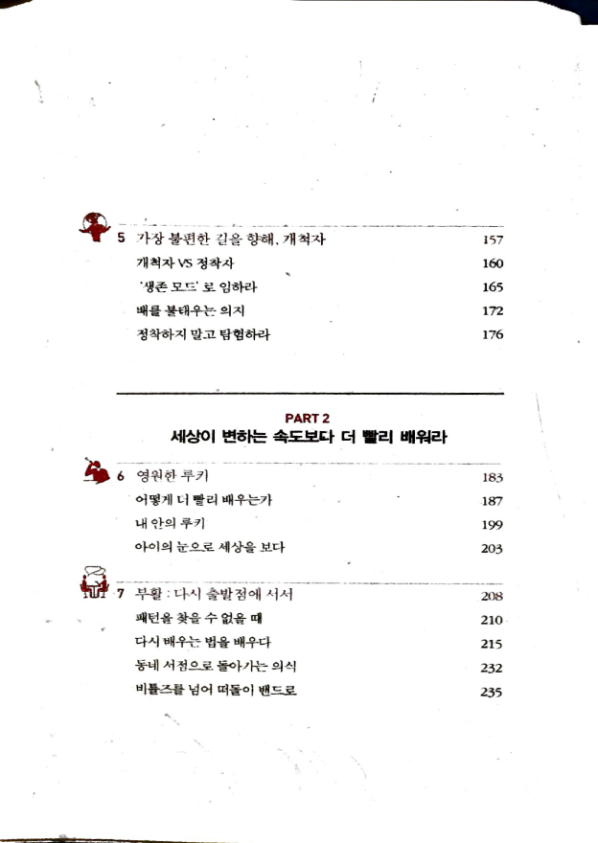 5 가장 불편한 길을 향해, 개척자 157
개척자 VS 정착자 160
'생존 모드'로 임하라 165
배를 불태우는 의지 172
정착하지 말고 탐험하라 176
PART 2
세상이 변하는 속도보다 더 빨리 배워라
6 영원한 루키 183
어떻게 더 빨리 배우는가 187
내 안의 루키 199
아이의 눈으로 세상을 보다 203
7 부활 : 다시 출발점에 서서 208
패턴을 찾을 수 없을 때 210
다시 배우는 법을 배우다 215
동네 서점으로 돌아가는 의식 232
비틀즈를 넘어 떠돌이 밴드로 235